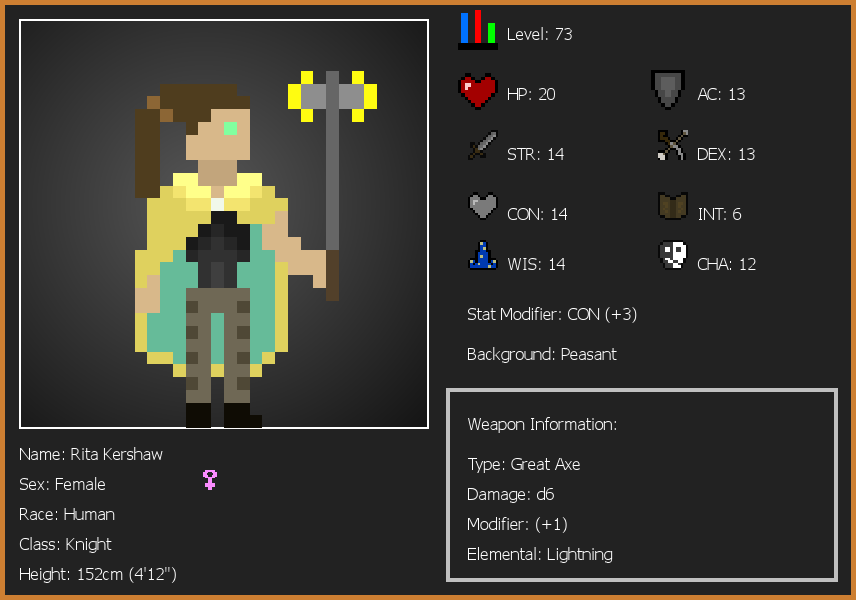 Level: 73
HP: 20
AC: 13
STR: 14
DEX: 13
CON: 14
INT: 6
WIS: 14
CHA: 12
Stat Modifier: CON (+3)
Background: Peasant
Weapon Information:
Type: Great Axe
Damage: d6
Modifier: (+1)
Elemental: Lightning
Name: Rita Kershaw
Sex: Female
Race: Human
Class: Knight
Height: 152cm (4'12")